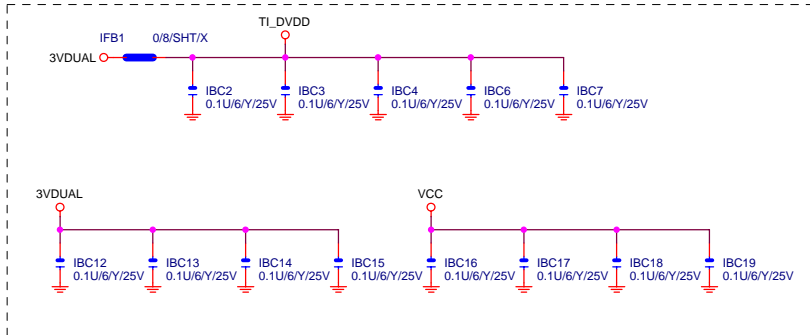 TI_DVDD
IFB1 0/8/SHT/X
3VDUAL
IBC2
0.1U/6/Y/25V
IBC3
0.1U/6/Y/25V
IBC4
0.1U/6/Y/25V
IBC6
0.1U/6/Y/25V
IBC7
0.1U/6/Y/25V
3VDUAL
IBC12
0.1U/6/Y/25V
IBC13
0.1U/6/Y/25V
IBC14
0.1U/6/Y/25V
IBC15
0.1U/6/Y/25V
VCC
IBC16
0.1U/6/Y/25V
IBC17
0.1U/6/Y/25V
IBC18
0.1U/6/Y/25V
IBC19
0.1U/6/Y/25V